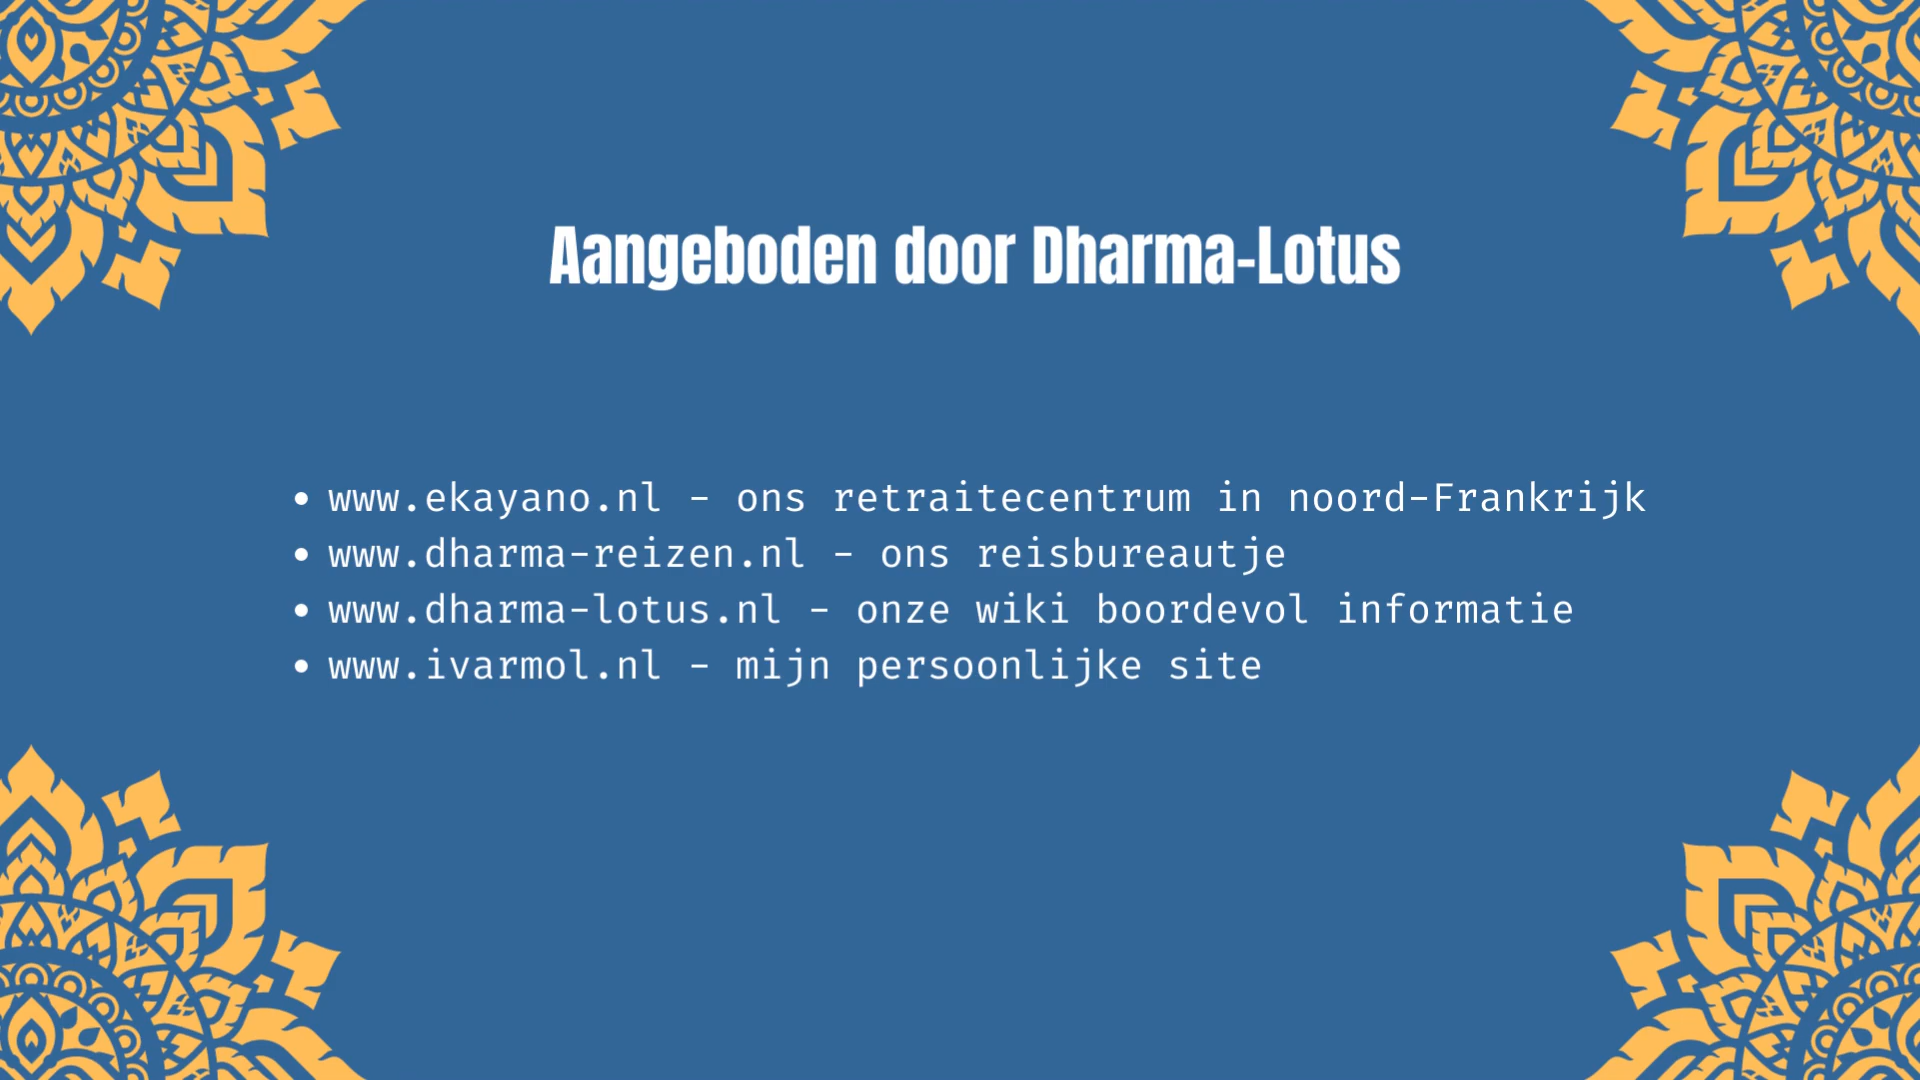 Aangeboden door Dharma-Lotus
• www.ekayano.nl - ons retraitecentrum in noord-Frankrijk
• www.dharma-reizen.nl - ons reisbureautje
• www.dharma-lotus.nl - onze wiki boordevol informatie
• www.ivarmol.nl - mijn persoonlijke site